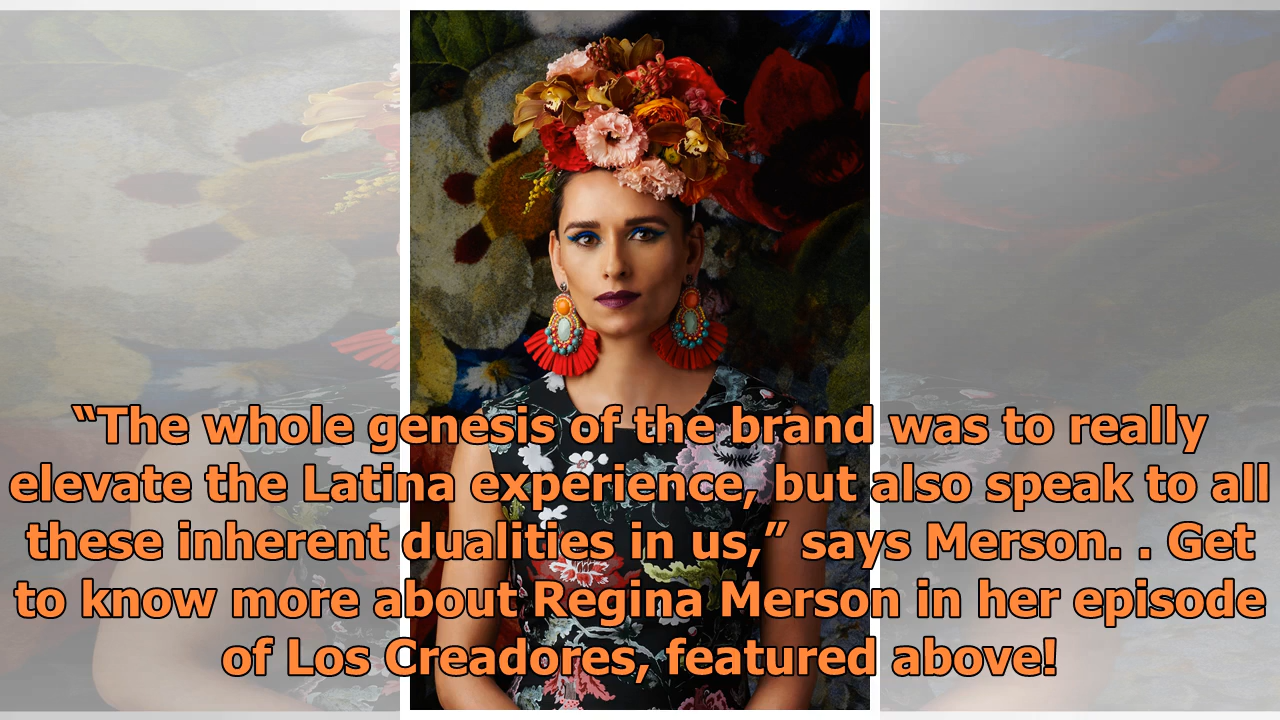 “The whole genesis of the brand was to really
elevate the Latina experience, but also speak to all
these inherent dualities in us,” says Merson. . Get
to know more about Regina Merson in her episode
of Los Creadores, featured above!